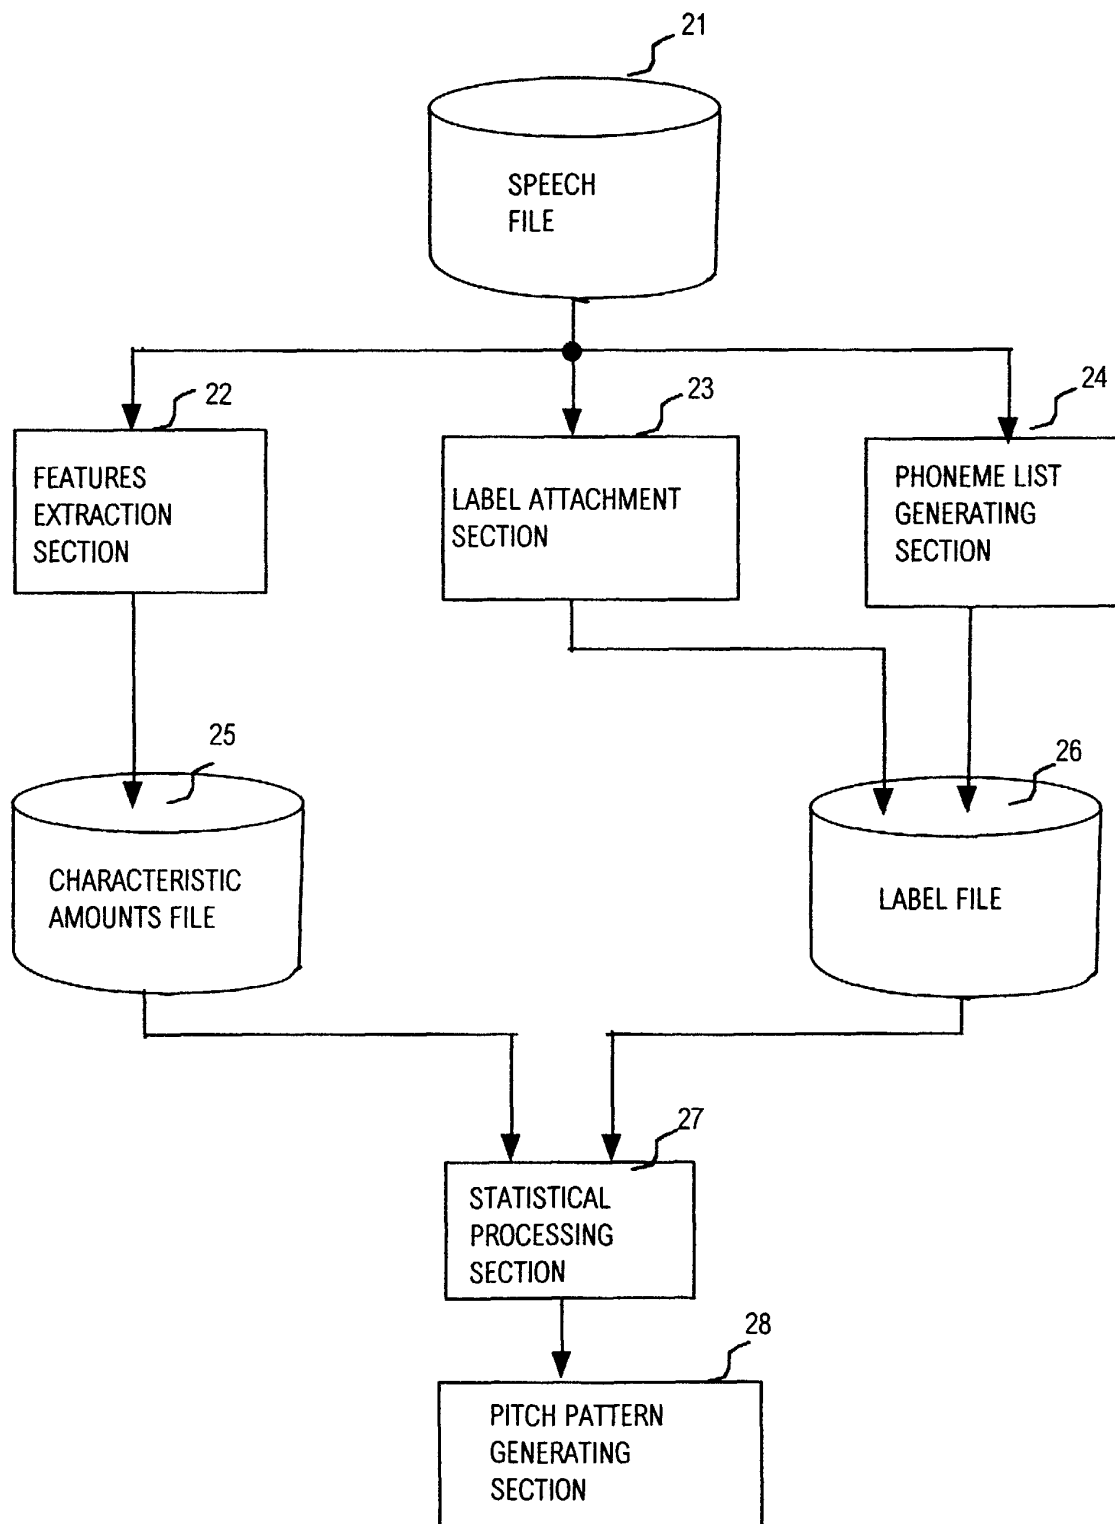 21
SPEECH
FILE
22
23
24
FEATURES
EXTRACTION
SECTION
LABEL ATTACHMENT
SECTION
PHONEME LIST
GENERATING
SECTION
25
26
CHARACTERISTIC
AMOUNTS FILE
LABEL FILE
27
STATISTICAL
PROCESSING
SECTION
28
PITCH PATTERN
GENERATING
SECTION